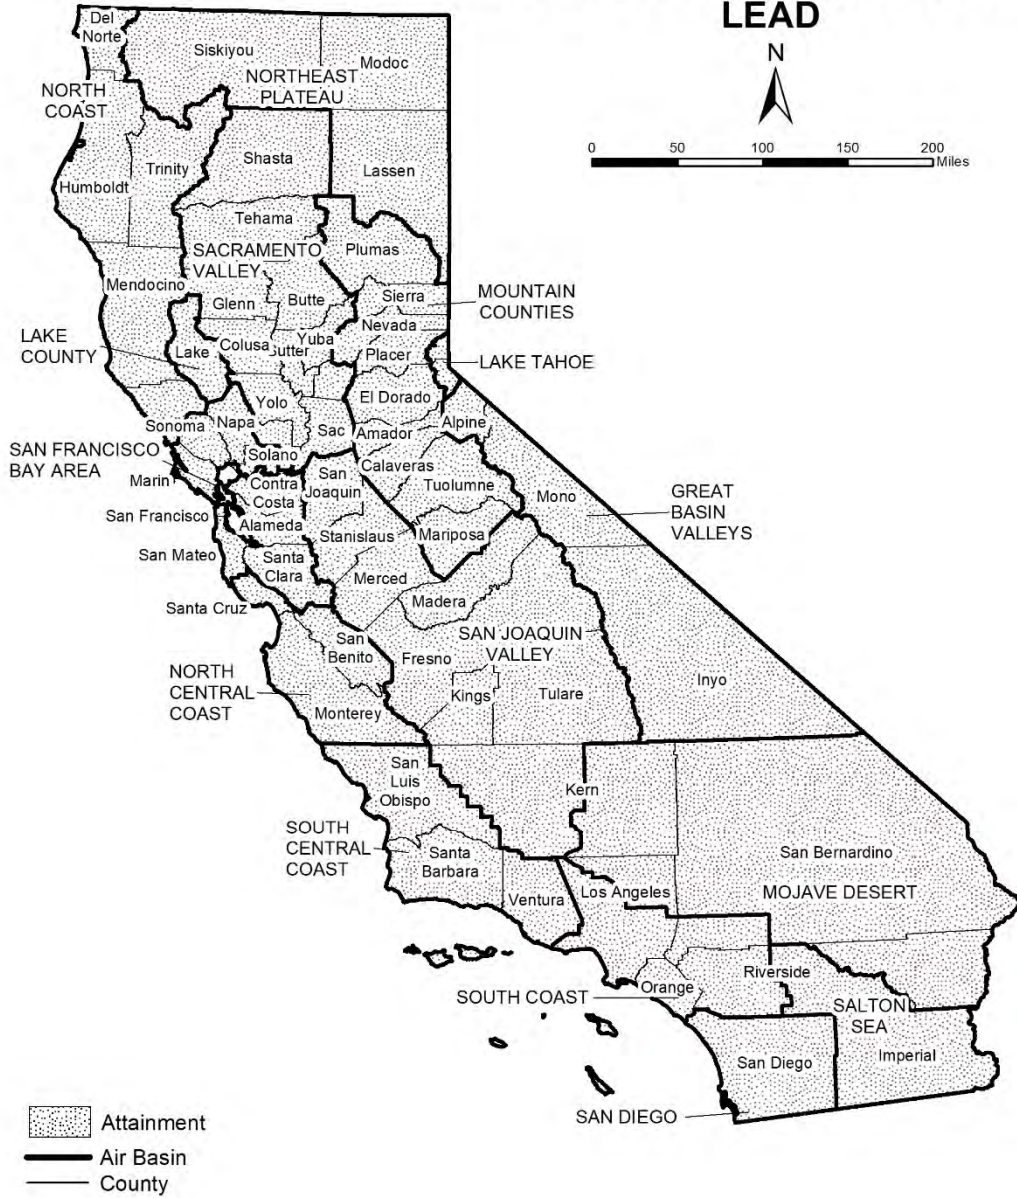 LEAD
N
0 50 100 150 200
Miles
Del
Norte
Siskiyou
Modoc
NORTHEAST
PLATEAU
NORTH
COAST
Trinity
Shasta
Lassen
Humboldt
Tehama
SACRAMENTO
VALLEY
Plumas
Mendocino
Glenn
Butte
Sierra
MOUNTAIN
COUNTIES
Nevada
LAKE
COUNTY
Lake
Colusa
Yuba
utter
Placer
LAKE TAHOE
Yolo
El Dorado
Sonoma
Napa
Sac
Amador
Alpine
SAN FRANCISCO
BAY AREA
Solano
Calaveras
Marin
Contra
Costa
San
Joaquin
Tuolumne
Mono
GREAT
BASIN
VALLEYS
San Francisco
Alameda
Stanislaus
Mariposa
San Mateo
Santa
Clara
Merced
Santa Cruz
Madera
San
Benito
Fresno
SAN JOAQUIN
VALLEY
NORTH
CENTRAL
COAST
Monterey
Kings
Tulare
Inyo
San
Luis
Obispo
Kern
SOUTH
CENTRAL
COAST
Santa
Barbara
Ventura
Los Angeles
San Bernardino
MOJAVE DESERT
Orange
Riverside
SOUTH COAST
SALTON
SEA
San Diego
Imperial
SAN DIEGO
Attainment
Air Basin
County